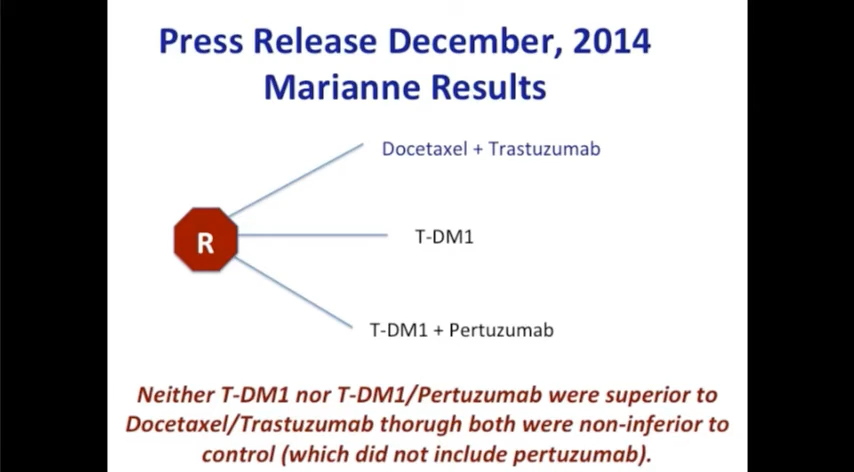 Press Release December, 2014
Marianne Results
Docetaxel + Trastuzumab
R
T-DM1
T-DM1 + Pertuzumab
Neither T-DM1 nor T-DM1/Pertuzumab were superior to
Docetaxel/Trastuzumab thorugh both were non-inferior to
control (which did not include pertuzumab).